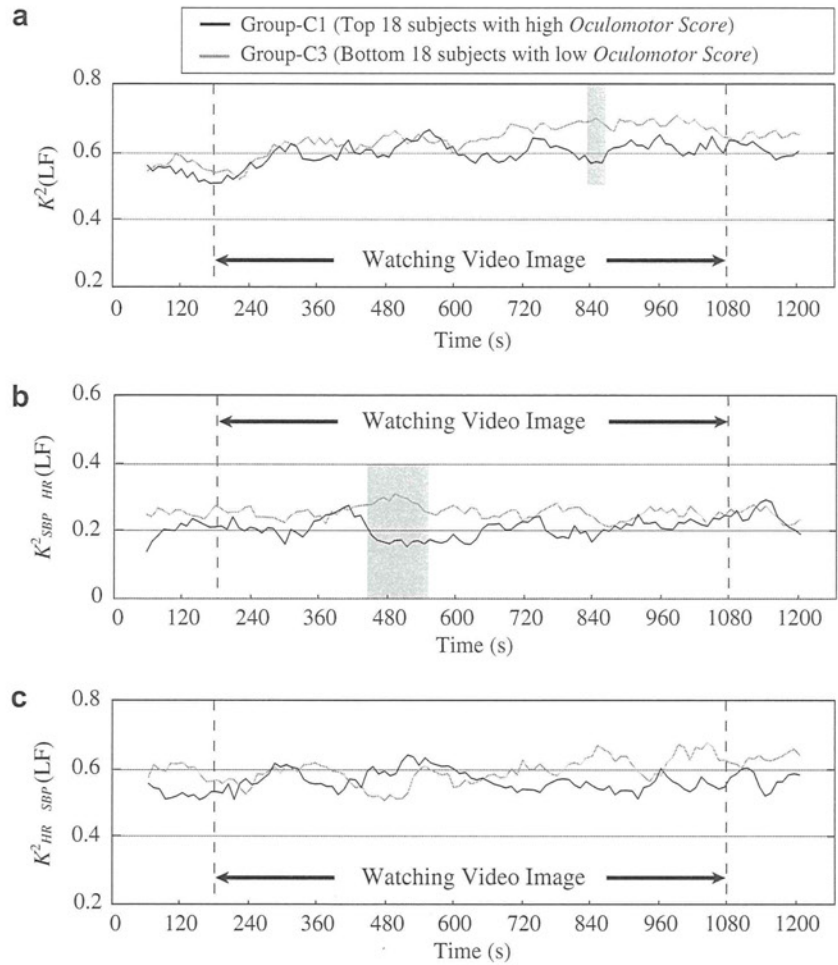 a
Group-C1 (Top 18 subjects with high Oculomotor Score)
Group-C3 (Bottom 18 subjects with low Oculomotor Score)
0.8
0.6
0.4
0.2
K²(LF)
Watching Video Image
0 120 240 360 480 600 720 840 960 1080 1200
Time (s)
b
0.6
0.4
0.2
0
K²SBP HR(LF)
Watching Video Image
0 120 240 360 480 600 720 840 960 1080 1200
Time (s)
c
0.8
0.6
0.4
0.2
K²HR SBP(LF)
Watching Video Image
0 120 240 360 480 600 720 840 960 1080 1200
Time (s)